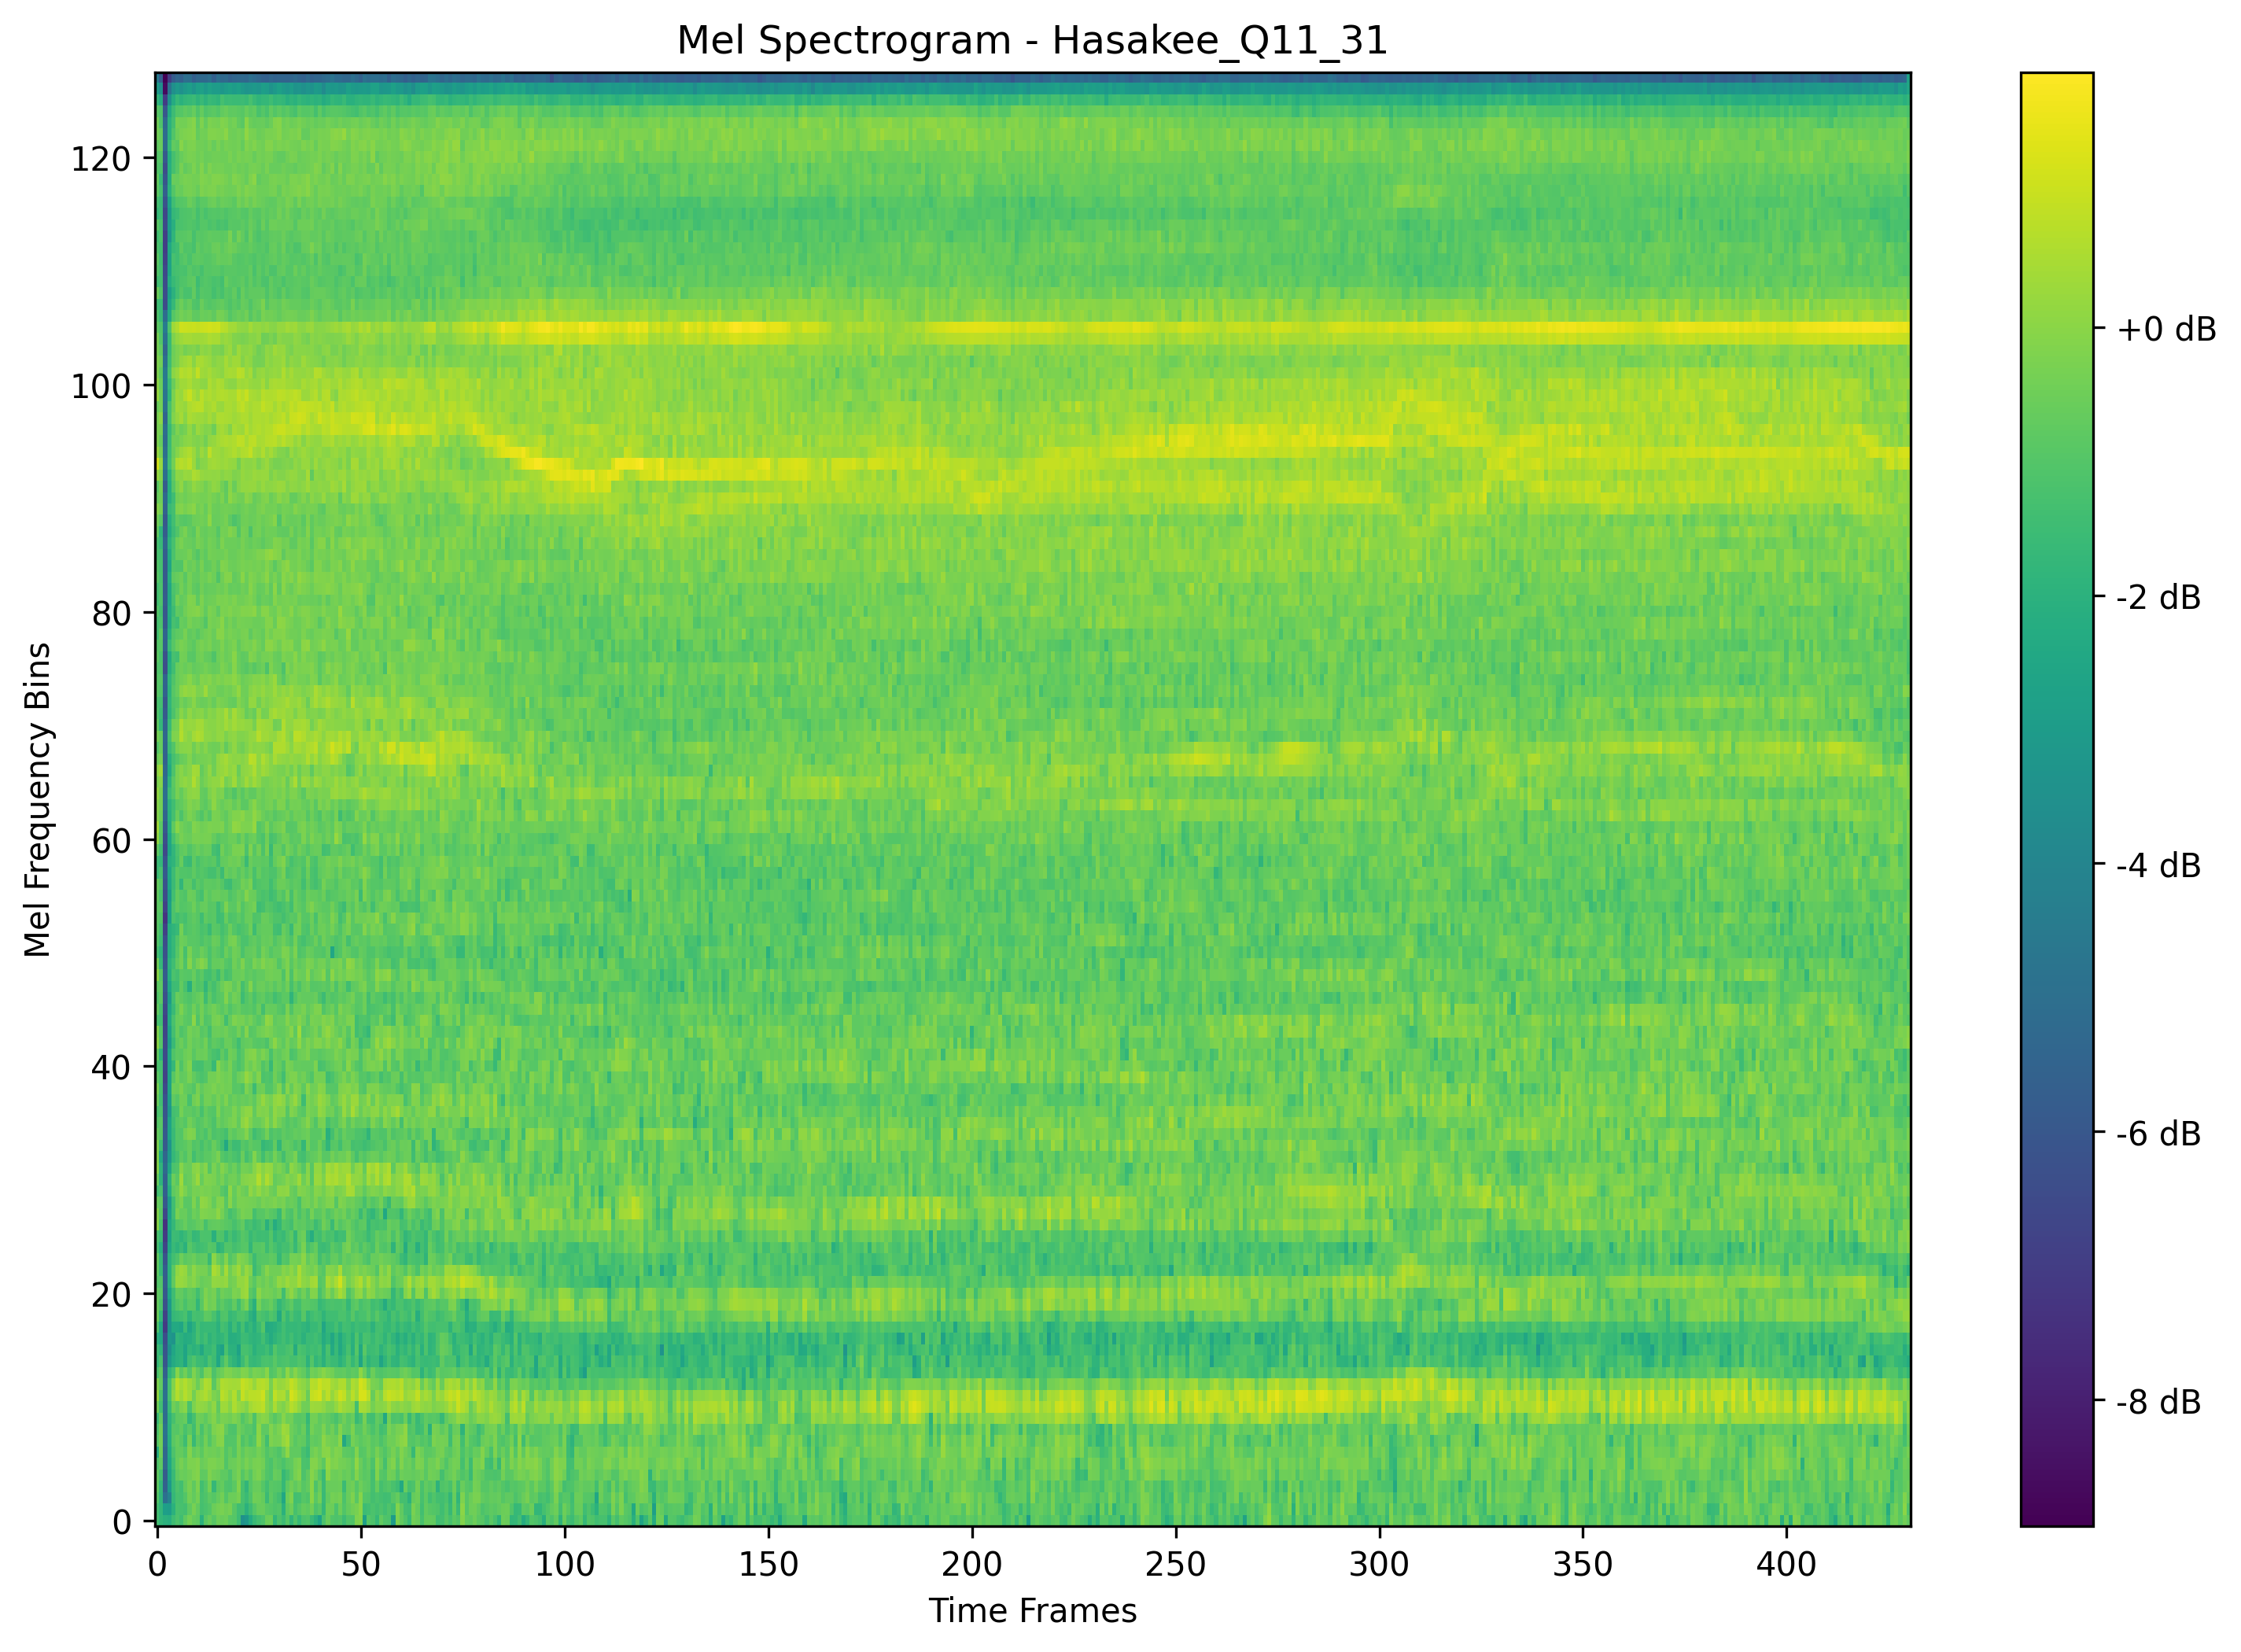 Mel Spectrogram - Hasakee_Q11_31
Mel Frequency Bins
120
100
80
60
40
20
0
0 50 100 150 200 250 300 350 400
Time Frames
+0 dB
-2 dB
-4 dB
-6 dB
-8 dB